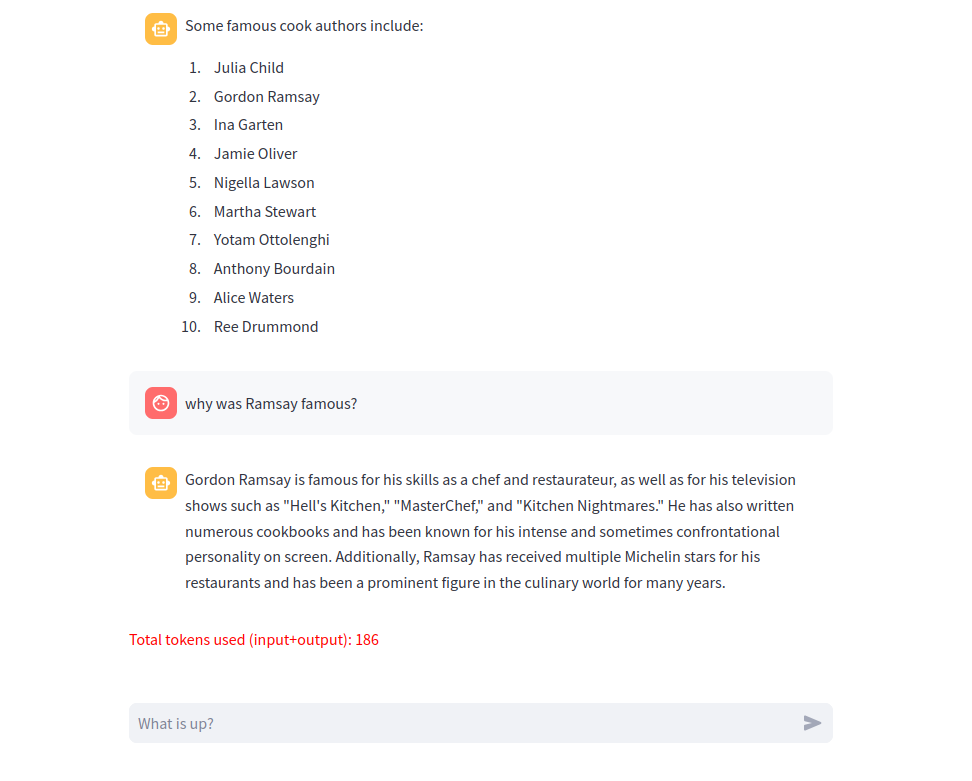 Some famous cook authors include:
1. Julia Child
2. Gordon Ramsay
3. Ina Garten
4. Jamie Oliver
5. Nigella Lawson
6. Martha Stewart
7. Yotam Ottolenghi
8. Anthony Bourdain
9. Alice Waters
10. Ree Drummond
why was Ramsay famous?
Gordon Ramsay is famous for his skills as a chef and restaurateur, as well as for his television
shows such as "Hell's Kitchen," "MasterChef," and "Kitchen Nightmares." He has also written
numerous cookbooks and has been known for his intense and sometimes confrontational
personality on screen. Additionally, Ramsay has received multiple Michelin stars for his
restaurants and has been a prominent figure in the culinary world for many years.
Total tokens used (input+output): 186
What is up?